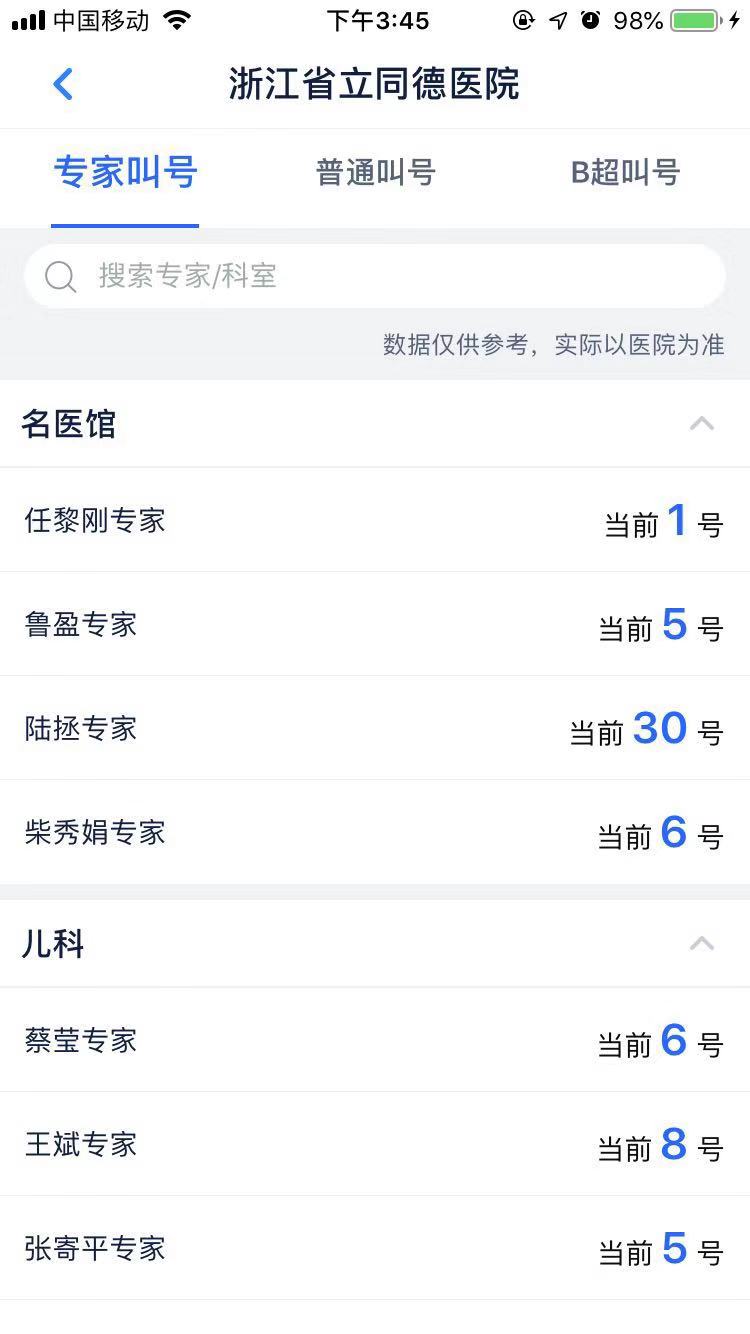 中国移动 下午3:45 98%
浙江省立同德医院
专家叫号 普通叫号 B超叫号
搜索专家/科室
数据仅供参考，实际以医院为准
名医馆
任黎刚专家 当前 1 号
鲁盈专家 当前 5 号
陆拯专家 当前 30 号
柴秀娟专家 当前 6 号
儿科
蔡莹专家 当前 6 号
王斌专家 当前 8 号
张寄平专家 当前 5 号